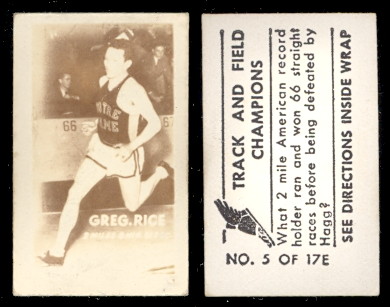 NOTRE
DAME
66
GREG. RICE
TRACK AND FIELD
CHAMPIONS
What 2 mile American record
holder ran and won 66 straight
races before being defeated by
Hagg?
SEE DIRECTIONS INSIDE WRAP
NO. 5 OF 17E